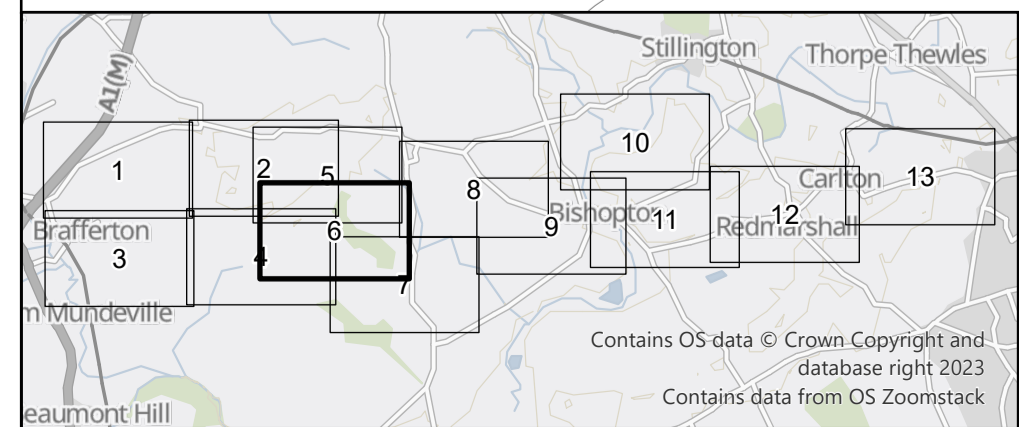 Stillington
Thorpe Thewles
A1(M)
10
1
2
5
8
Carlton
13
Brafferton
6
9
Bishopton
11
Redmarshall
12
3
4
7
m Mundeville
Contains OS data © Crown Copyright and
database right 2023
Contains data from OS Zoomstack
eaumont Hill